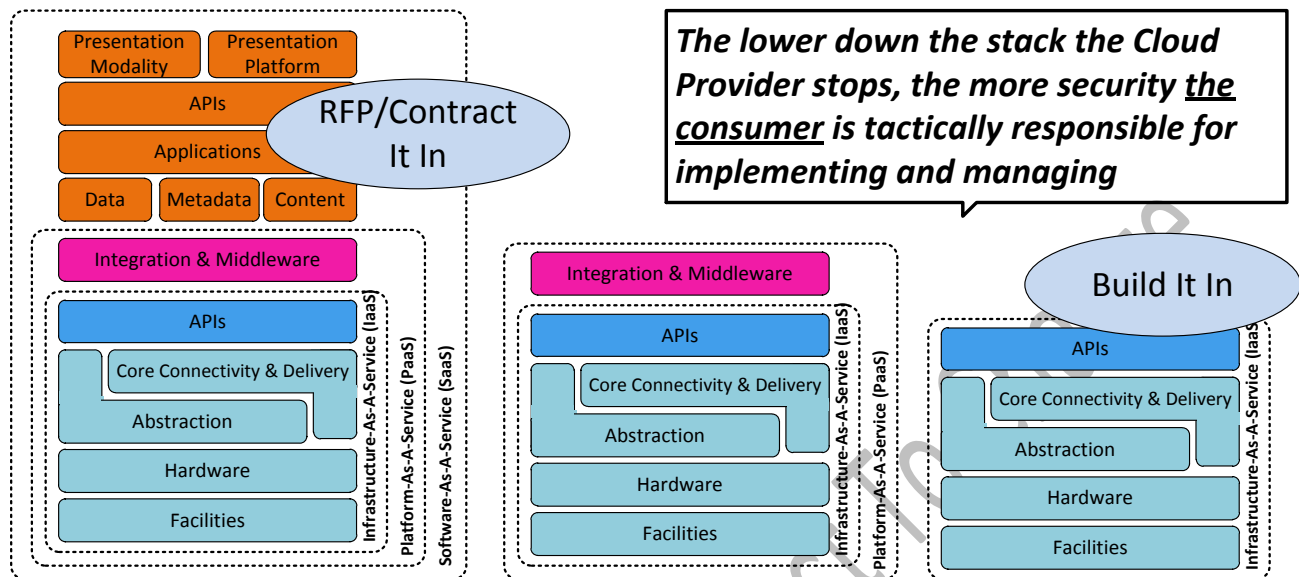 Presentation
Modality
Presentation
Platform
APIs
Applications
Data
Metadata
Content
RFP/Contract
It In
Integration & Middleware
APIs
Core Connectivity & Delivery
Abstraction
Hardware
Facilities
Infrastructure-As-A-Service (IaaS)
Platform-As-A-Service (PaaS)
Software-As-A-Service (SaaS)
The lower down the stack the Cloud
Provider stops, the more security the
consumer is tactically responsible for
implementing and managing
Integration & Middleware
APIs
Core Connectivity & Delivery
Abstraction
Hardware
Facilities
Infrastructure-As-A-Service (IaaS)
Platform-As-A-Service (PaaS)
Build It In
APIs
Core Connectivity & Delivery
Abstraction
Hardware
Facilities
Infrastructure-As-A-Service (IaaS)